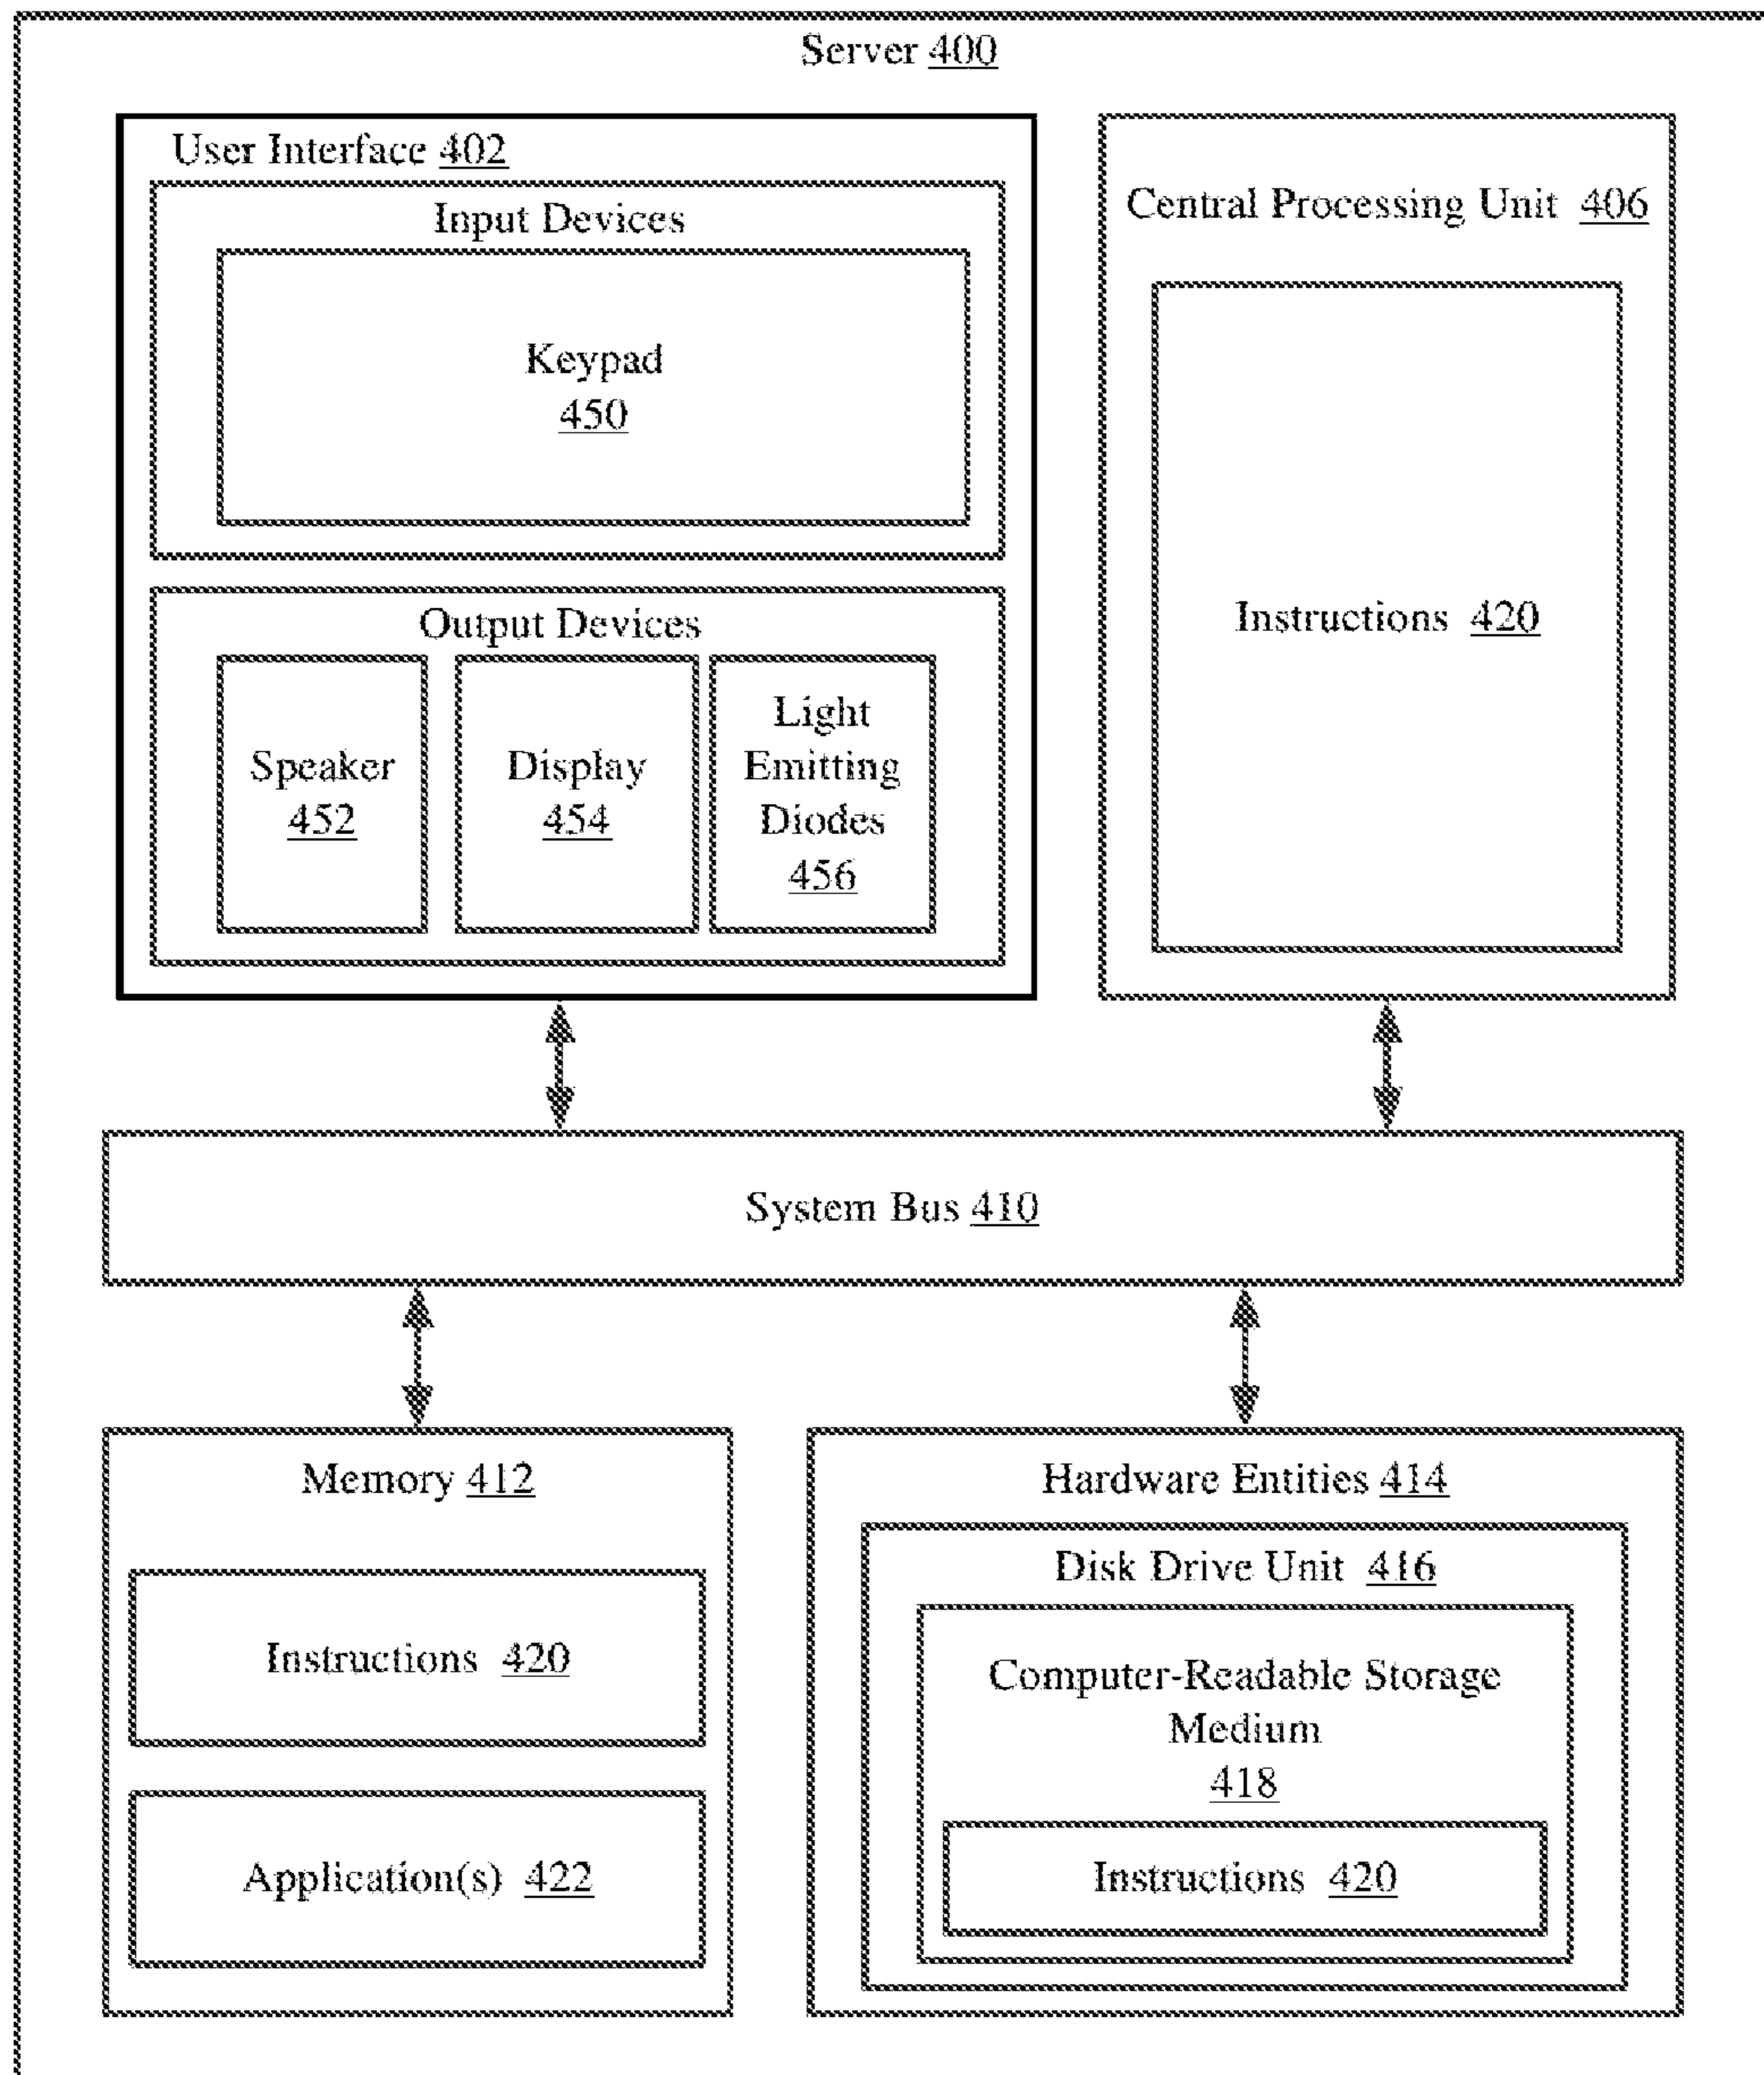 Server 400
User Interface 402
Input Devices
Keypad
450
Output Devices
Speaker
452
Display
454
Light
Emitting
Diodes
456
Central Processing Unit 406
Instructions 420
System Bus 410
Memory 412
Instructions 420
Application(s) 422
Hardware Entities 414
Disk Drive Unit 416
Computer-Readable Storage
Medium
418
Instructions 420